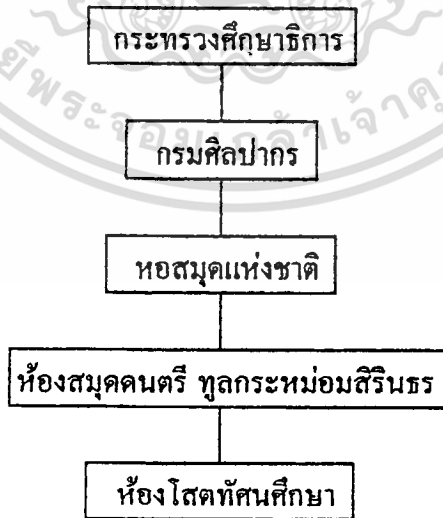 กระทรวงศึกษาธิการ
กรมศิลปากร
หอสมุดแห่งชาติ
ห้องสมุดดนตรี ทูลกระหม่อมสิรินธร
ห้องโสตทัศนศึกษา